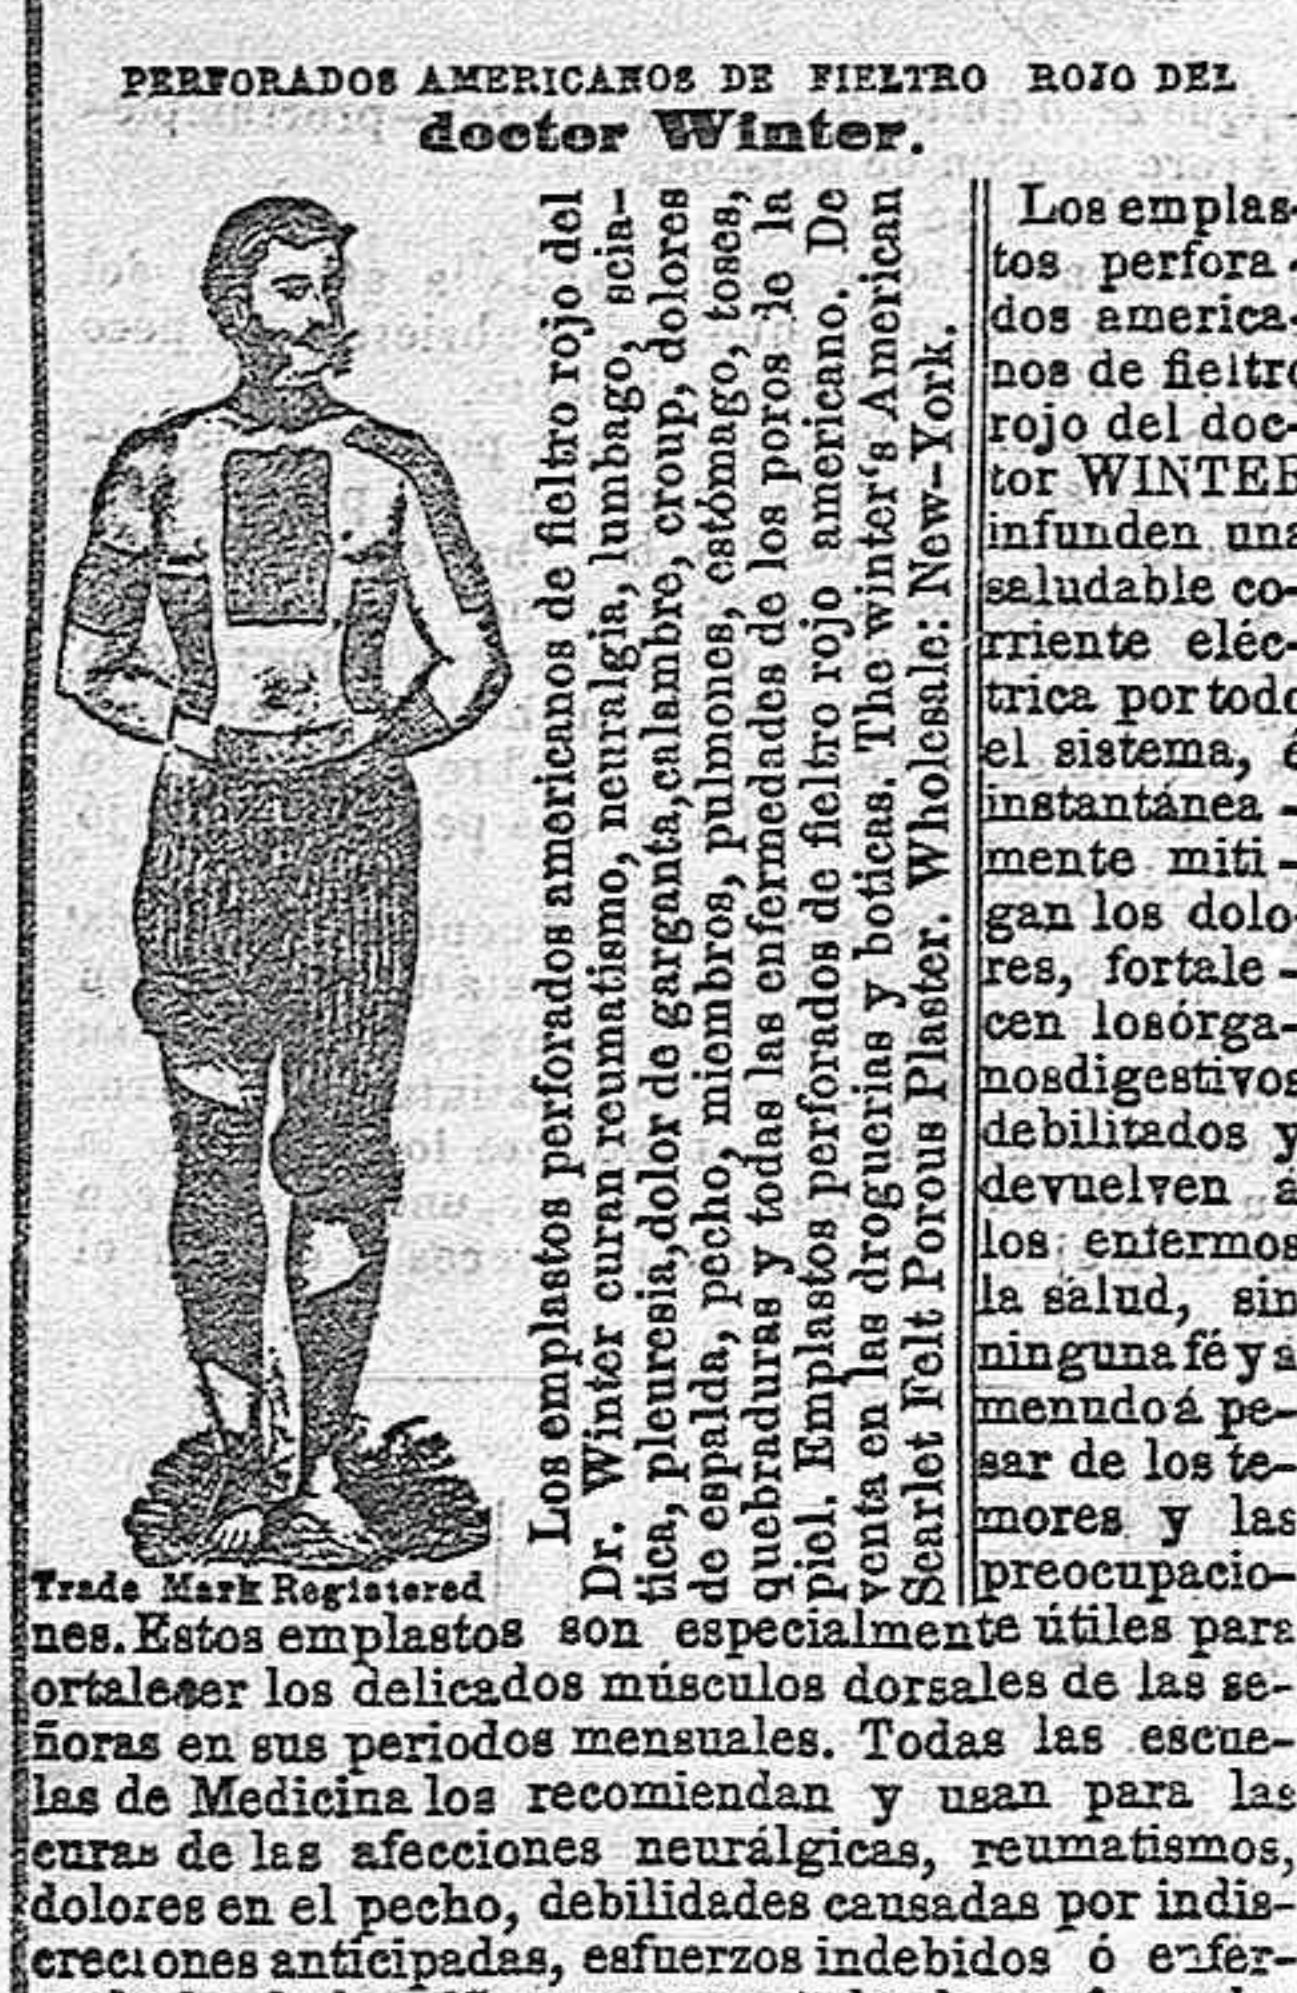 PERFORADOS AMERICANOS DE FIELTRO ROJO DEL
doctor Winter.
Los emplastos perforados americanos de fieltro rojo del
Dr. Winter curan reumatismo, neuralgia, lumbago, scia-
tica, pleuresia, dolor de garganta, calambre, croup, dolores
de espalda, pecho, miembros, pulmones, estómago, toses,
quebraduras y todas las enfermedades de los poros de la
piel. Emplastos perforados de fieltro rojo americano. De
venta en las droguerias y boticas. The winter's American
Scarlet Felt Porous Plaster. Wholesale: New-York.
Trade Mark Registered
Los emplas-
tos perfora-
dos america-
nos de fieltro
rojo del doc-
tor WINTER
infunden una
saludable co-
rriente eléc-
trica por todo
el sistema, é
instantánea-
mente miti-
gan los dolo-
res, fortale-
cen los órga-
nos digestivos
debilitados y
devuelven a
los enfermos
la salud, sin
ninguna fé y a
menudo á pe-
sar de los te-
mores y las
preocupacio-
nes. Estos emplastos son especialmente útiles para
ortalecer los delicados músculos dorsales de las se-
ñoras en sus periodos mensuales. Todas las escue-
las de Medicina los recomiendan y usan para las
curas de las afecciones neurálgicas, reumatismos,
dolores en el pecho, debilidades causadas por indis-
creciones anticipadas, esfuerzos indebidos ó enfer-